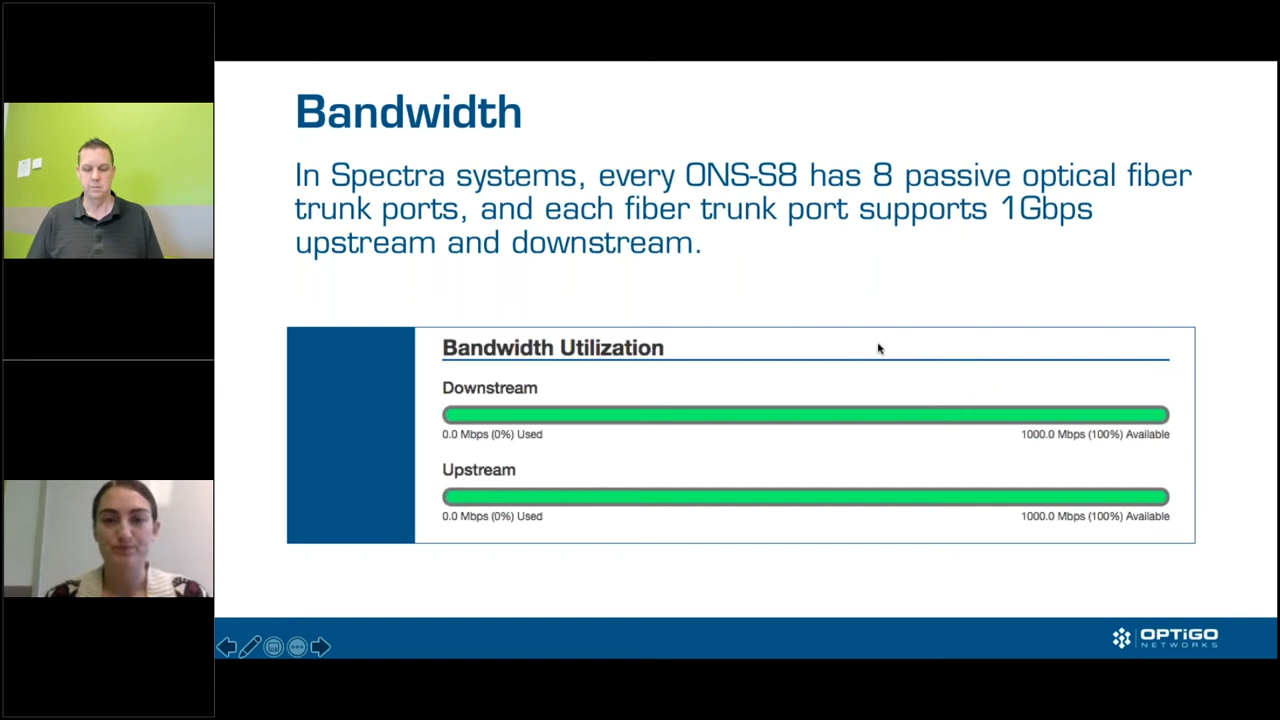 Bandwidth
In Spectra systems, every ONS-S8 has 8 passive optical fiber
trunk ports, and each fiber trunk port supports 1Gbps
upstream and downstream.
Bandwidth Utilization
Downstream
0.0 Mbps (0%) Used 1000.0 Mbps (100%) Available
Upstream
0.0 Mbps (0%) Used 1000.0 Mbps (100%) Available
OPTiGO
NETWORKS